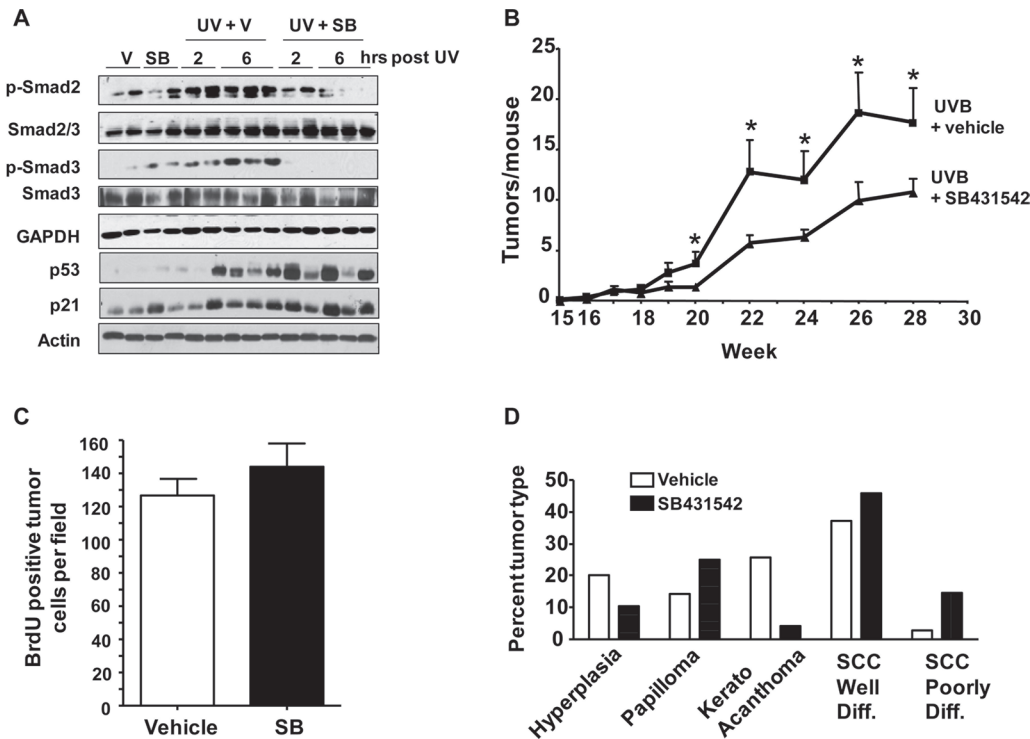 A
UV + V UV + SB
V SB 2 6 2 6 hrs post UV
p-Smad2
Smad2/3
p-Smad3
Smad3
GAPDH
p53
p21
Actin
B
Tumors/mouse
25
20
15
10
5
0
15 16 18 20 22 24 26 28 30
Week
* * * * *
UVB
+ vehicle
UVB
+ SB431542
C
BrdU positive tumor
cells per field
160
140
120
100
80
60
40
20
0
Vehicle SB
D
Percent tumor type
50
40
30
20
10
0
Vehicle
SB431542
Hyperplasia
Papilloma
Kerato
Acanthoma
SCC
Well
Diff.
SCC
Poorly
Diff.